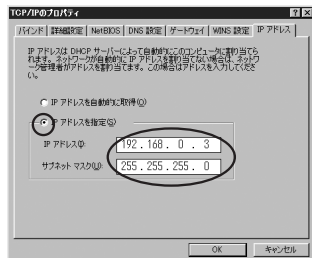 TCP/IPのプロパティ
バインド 詳細設定 NetBIOS DNS 設定 ゲートウェイ WINS 設定 IP アドレス
IP アドレスは DHCP サーバーによって自動的にこのコンピュータに割り当てら
れます。ネットワークが自動的に IP アドレスを割り当てない場合は、ネットワ
ーク管理者がアドレスを割り当てます。この場合はアドレスを入力してくださ
い。
IP アドレスを自動的に取得(O)
IP アドレスを指定(S)
IP アドレス(I): 192.168.0.3
サブネット マスク(U): 255.255.255.0
OK キャンセル